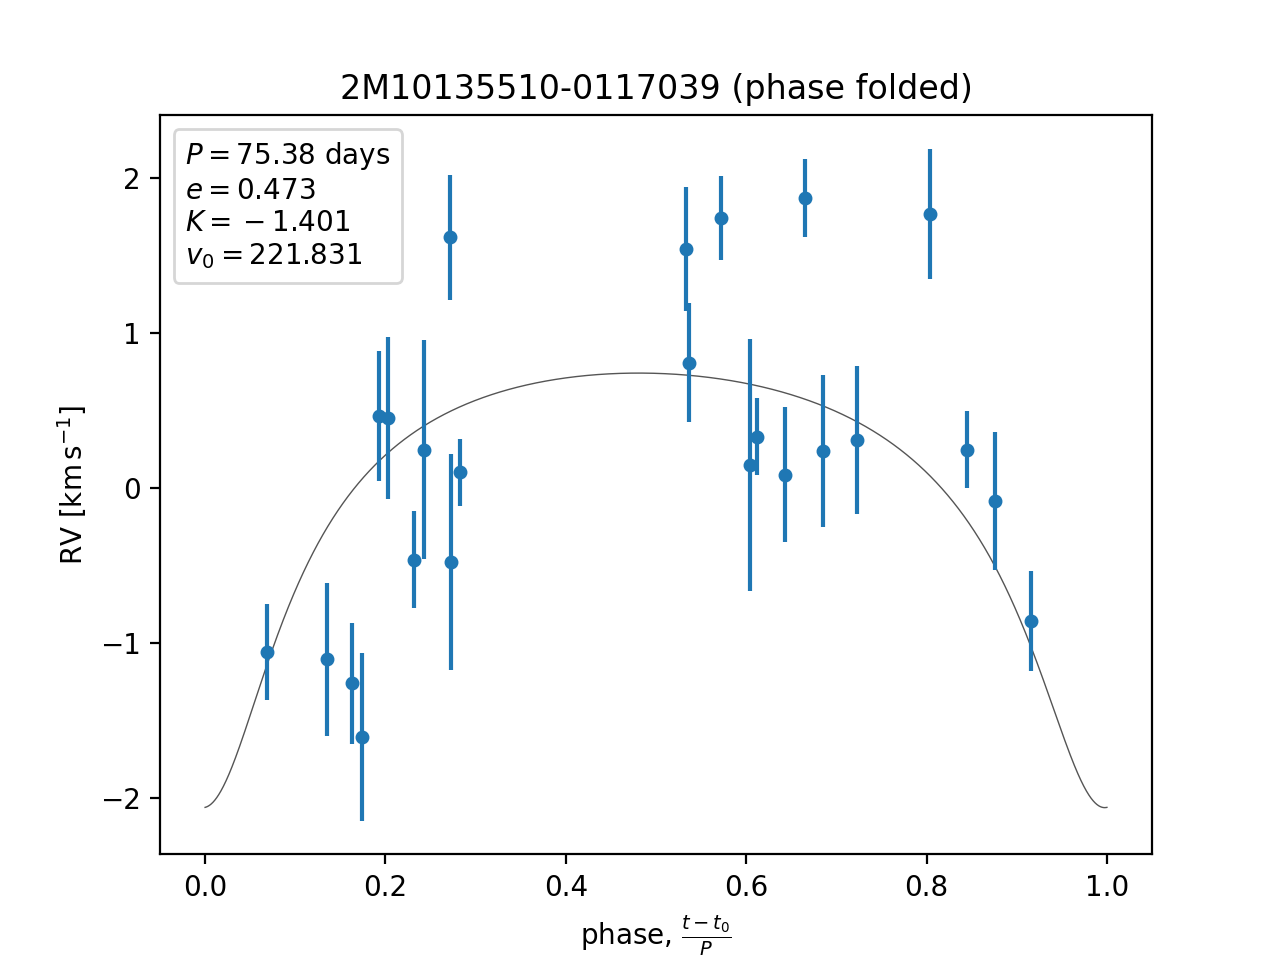 2M10135510-0117039 (phase folded)
P = 75.38 days
e = 0.473
K = −1.401
v₀ = 221.831
2
1
0
−1
−2
RV [km s⁻¹]
0.0 0.2 0.4 0.6 0.8 1.0
phase, (t − t₀)/P